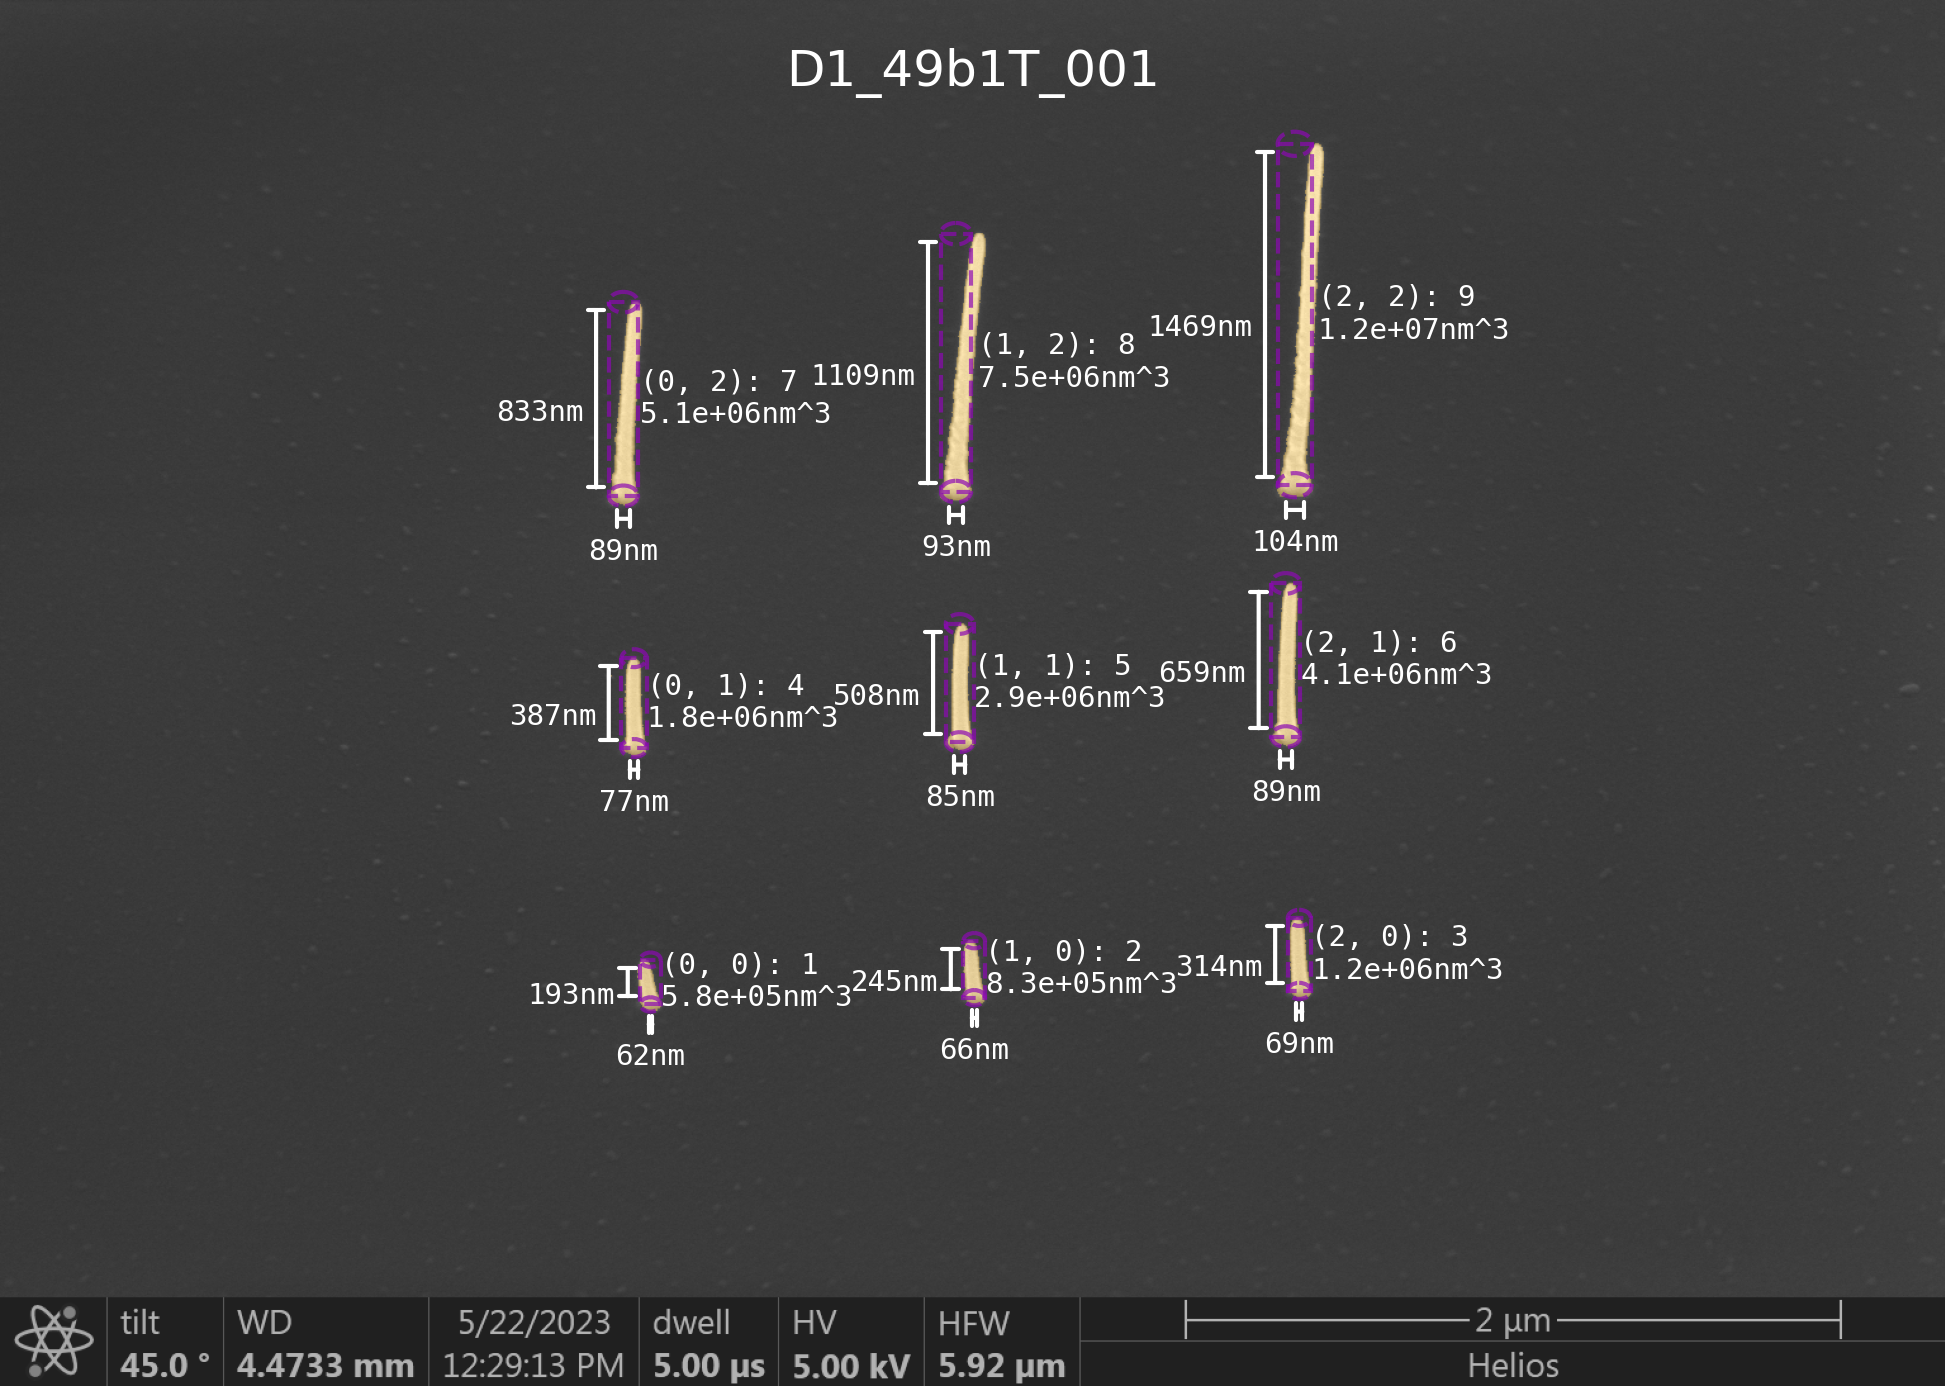 D1_49b1T_001
(2, 2): 9
1469nm
1.2e+07nm^3
(1, 2): 8
1109nm
7.5e+06nm^3
(0, 2): 7
833nm
5.1e+06nm^3
89nm
93nm
104nm
(2, 1): 6
659nm
4.1e+06nm^3
(1, 1): 5
508nm
2.9e+06nm^3
(0, 1): 4
387nm
1.8e+06nm^3
77nm
85nm
89nm
(2, 0): 3
314nm
1.2e+06nm^3
(1, 0): 2
245nm
8.3e+05nm^3
(0, 0): 1
193nm
5.8e+05nm^3
62nm
66nm
69nm
tilt
45.0 °
WD
4.4733 mm
5/22/2023
12:29:13 PM
dwell
5.00 µs
HV
5.00 kV
HFW
5.92 µm
2 µm
Helios